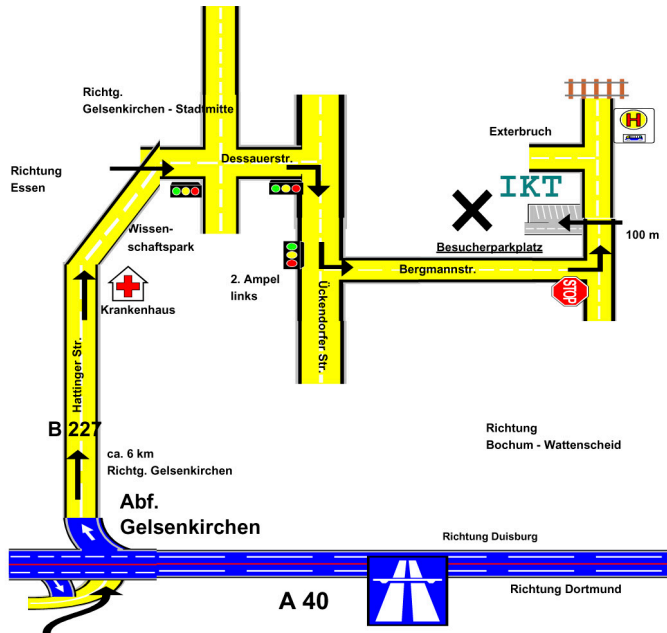 Richtg.
Gelsenkirchen - Stadtmitte
Exterbruch
H
Richtung
Essen
Dessauerstr.
IKT
Wissen-
schaftspark
100 m
Besucherparkplatz
2. Ampel
links
Bergmannstr.
STOP
Krankenhaus
Ückendorfer Str.
Hattinger Str.
B 227
Richtung
Bochum - Wattenscheid
ca. 6 km
Richtg. Gelsenkirchen
Abf.
Gelsenkirchen
Richtung Duisburg
Richtung Dortmund
A 40